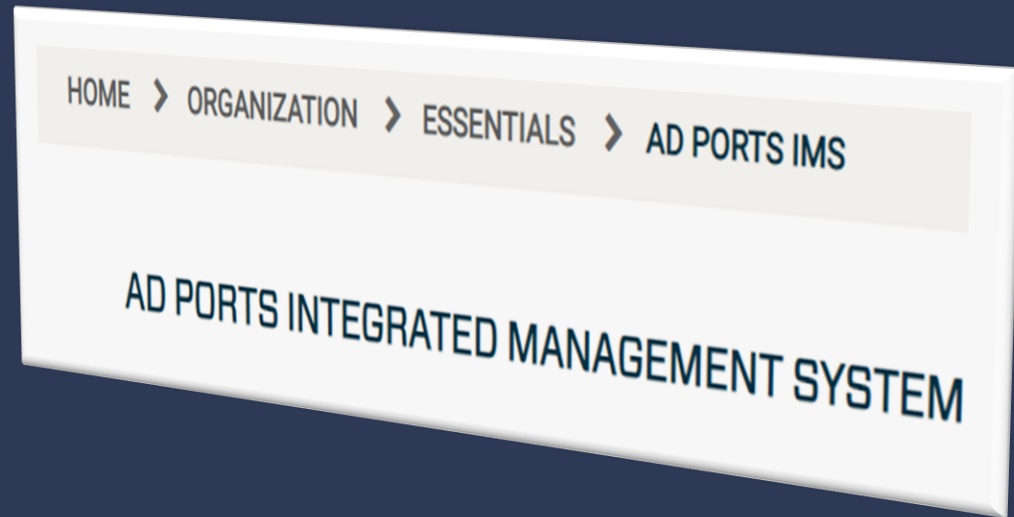 HOME > ORGANIZATION > ESSENTIALS > AD PORTS IMS
AD PORTS INTEGRATED MANAGEMENT SYSTEM